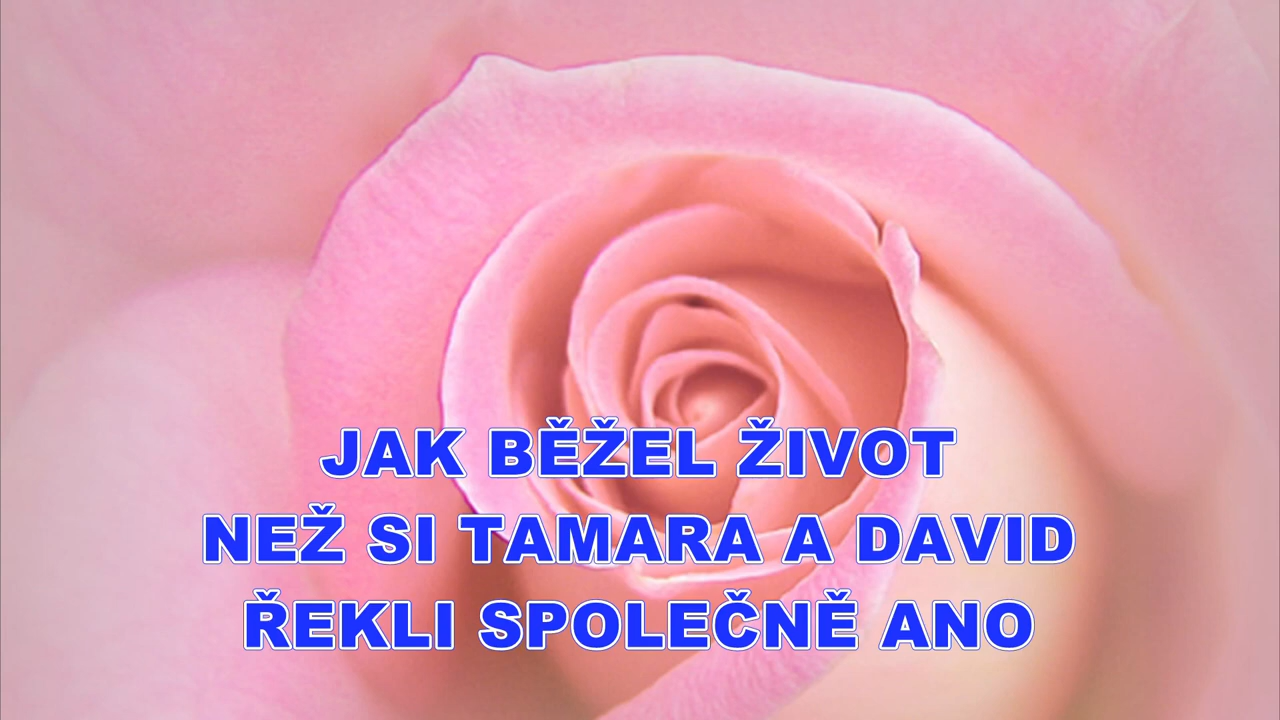 JAK BĚŽEL ŽIVOT
NEŽ SI TAMARA A DAVID
ŘEKLI SPOLEČNĚ ANO